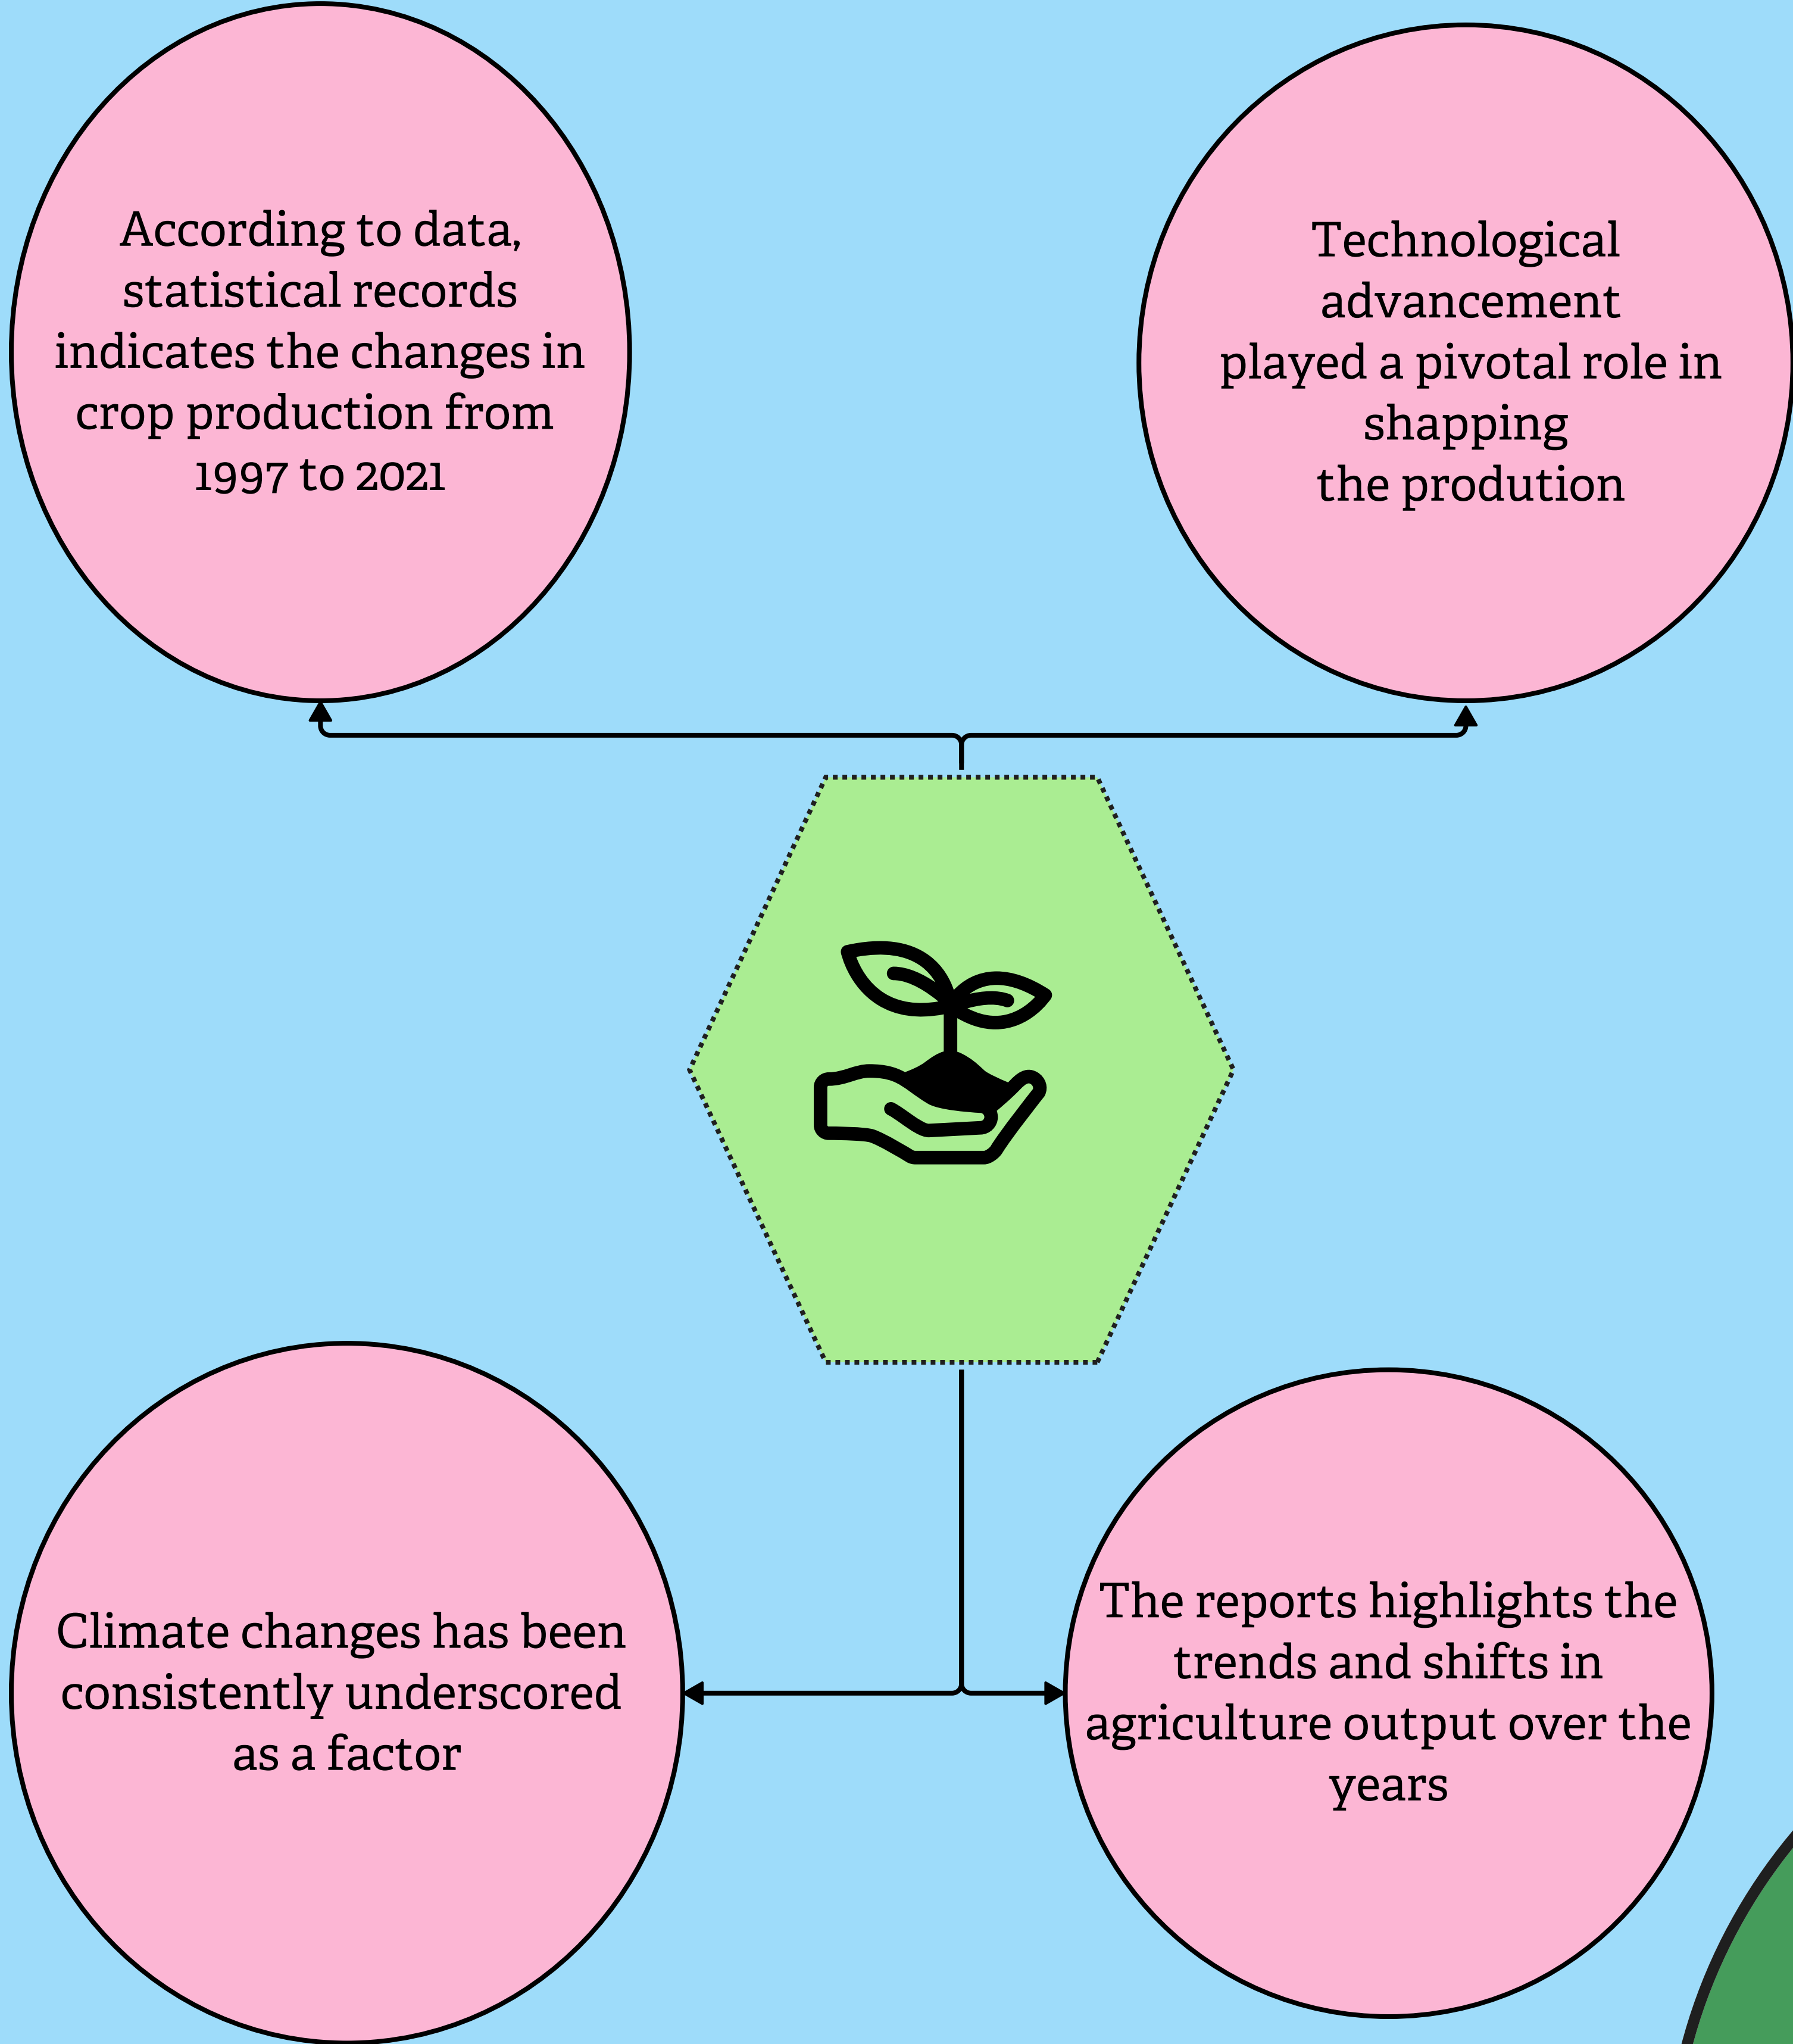 According to data,
statistical records
indicates the changes in
crop production from
1997 to 2021
Technological
advancement
played a pivotal role in
shapping
the prodution
Climate changes has been
consistently underscored
as a factor
The reports highlights the
trends and shifts in
agriculture output over the
years